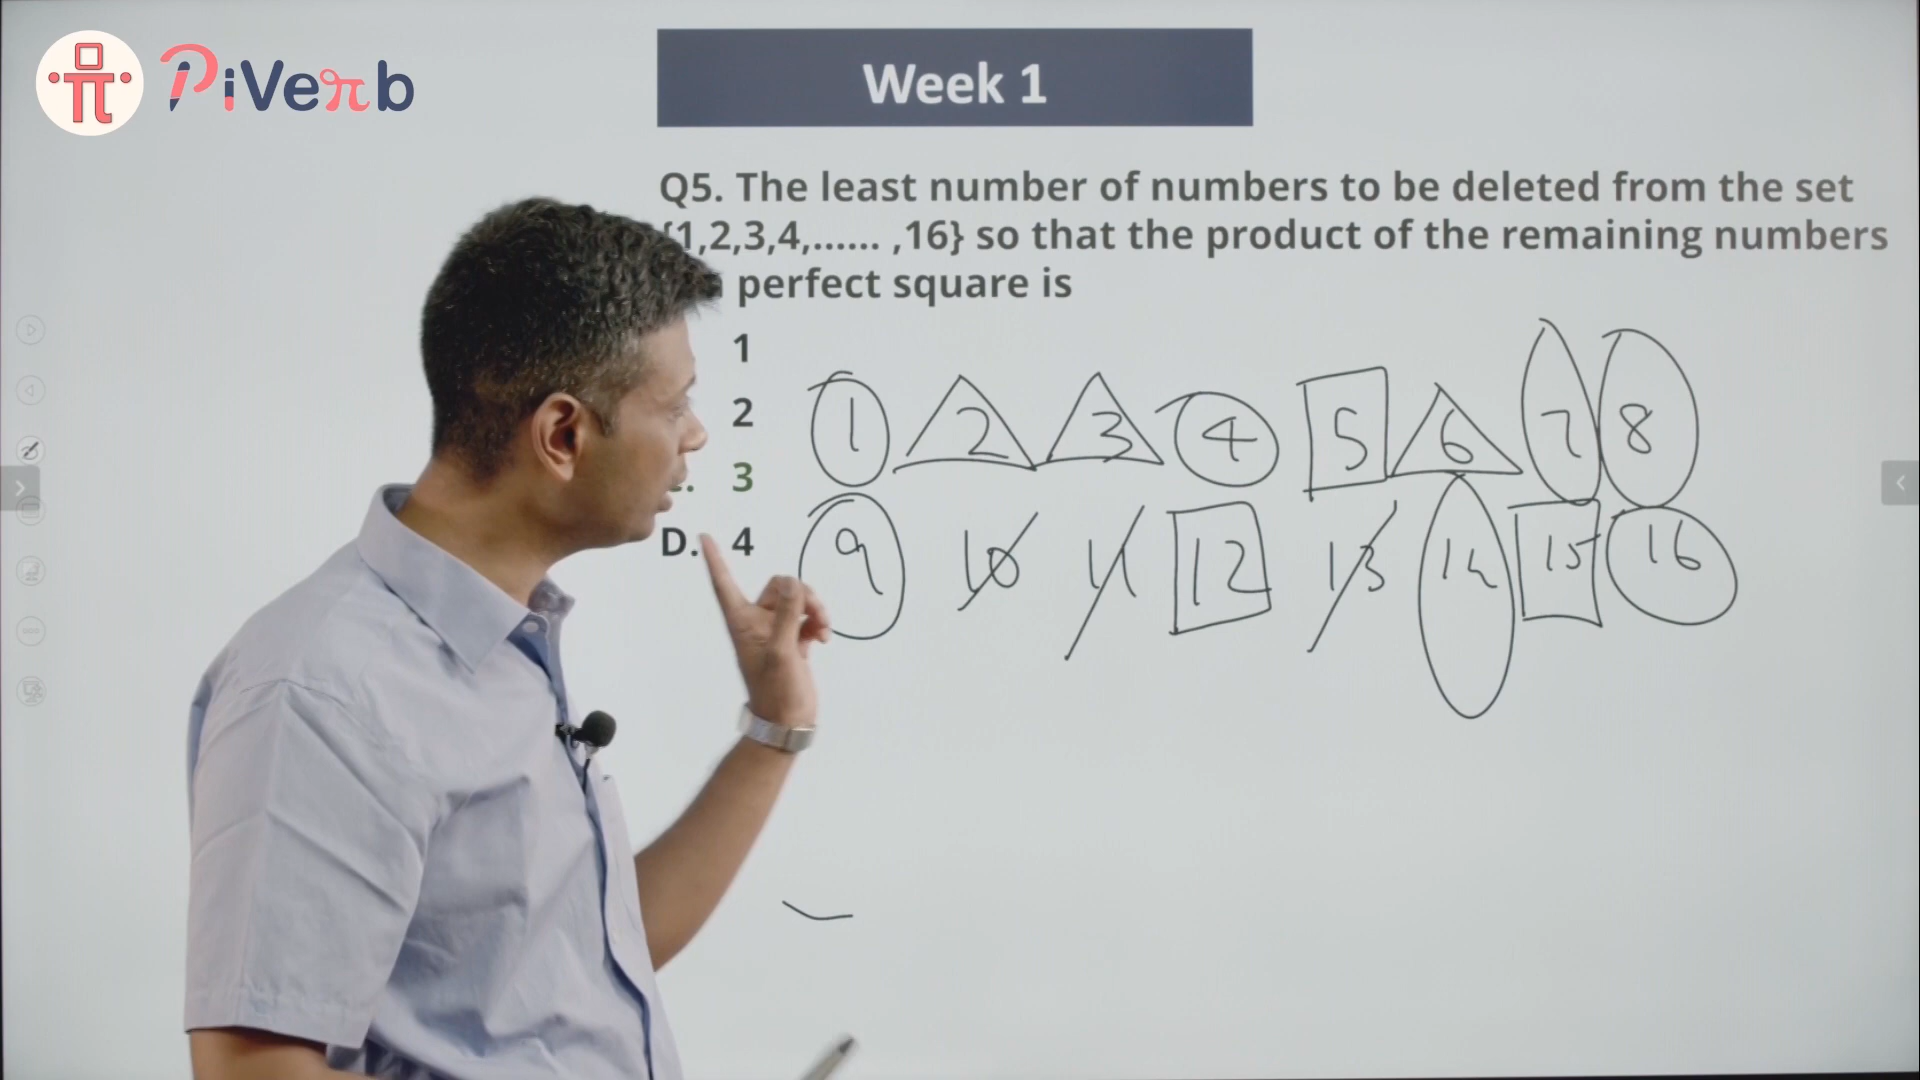 PiVeπb
Week 1
Q5. The least number of numbers to be deleted from the set
{1,2,3,4,...... ,16} so that the product of the remaining numbers
perfect square is
1
2
3
D. 4
1 2 3 4 5 6 7 8
9 10 11 12 13 14 15 16